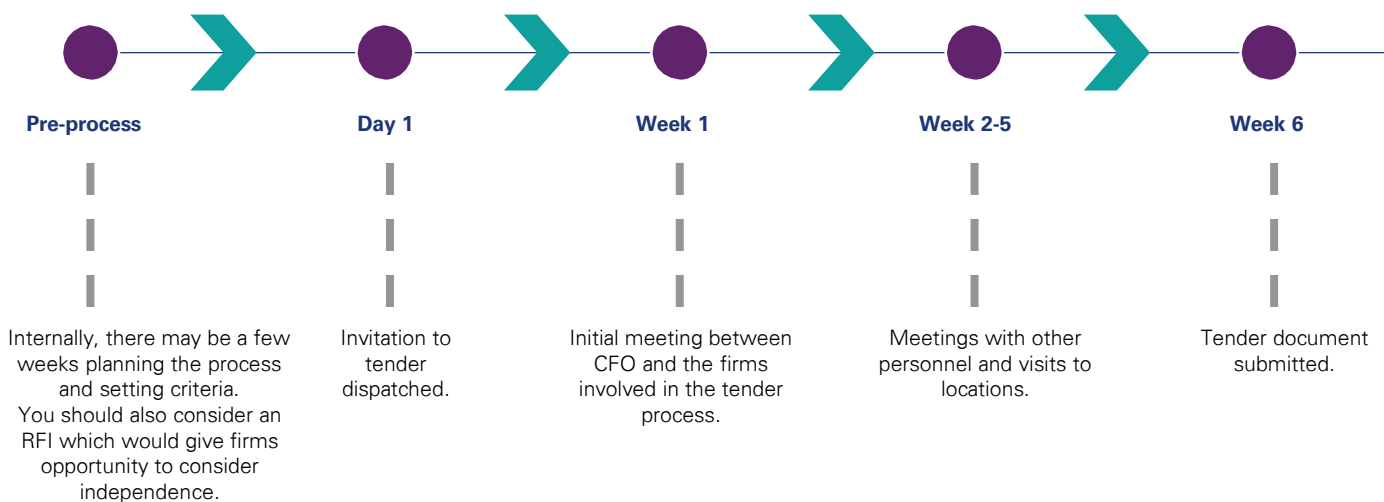 Pre-process
Day 1
Week 1
Week 2-5
Week 6
Internally, there may be a few
weeks planning the process
and setting criteria.
You should also consider an
RFI which would give firms
opportunity to consider
independence.
Invitation to
tender
dispatched.
Initial meeting between
CFO and the firms
involved in the tender
process.
Meetings with other
personnel and visits to
locations.
Tender document
submitted.